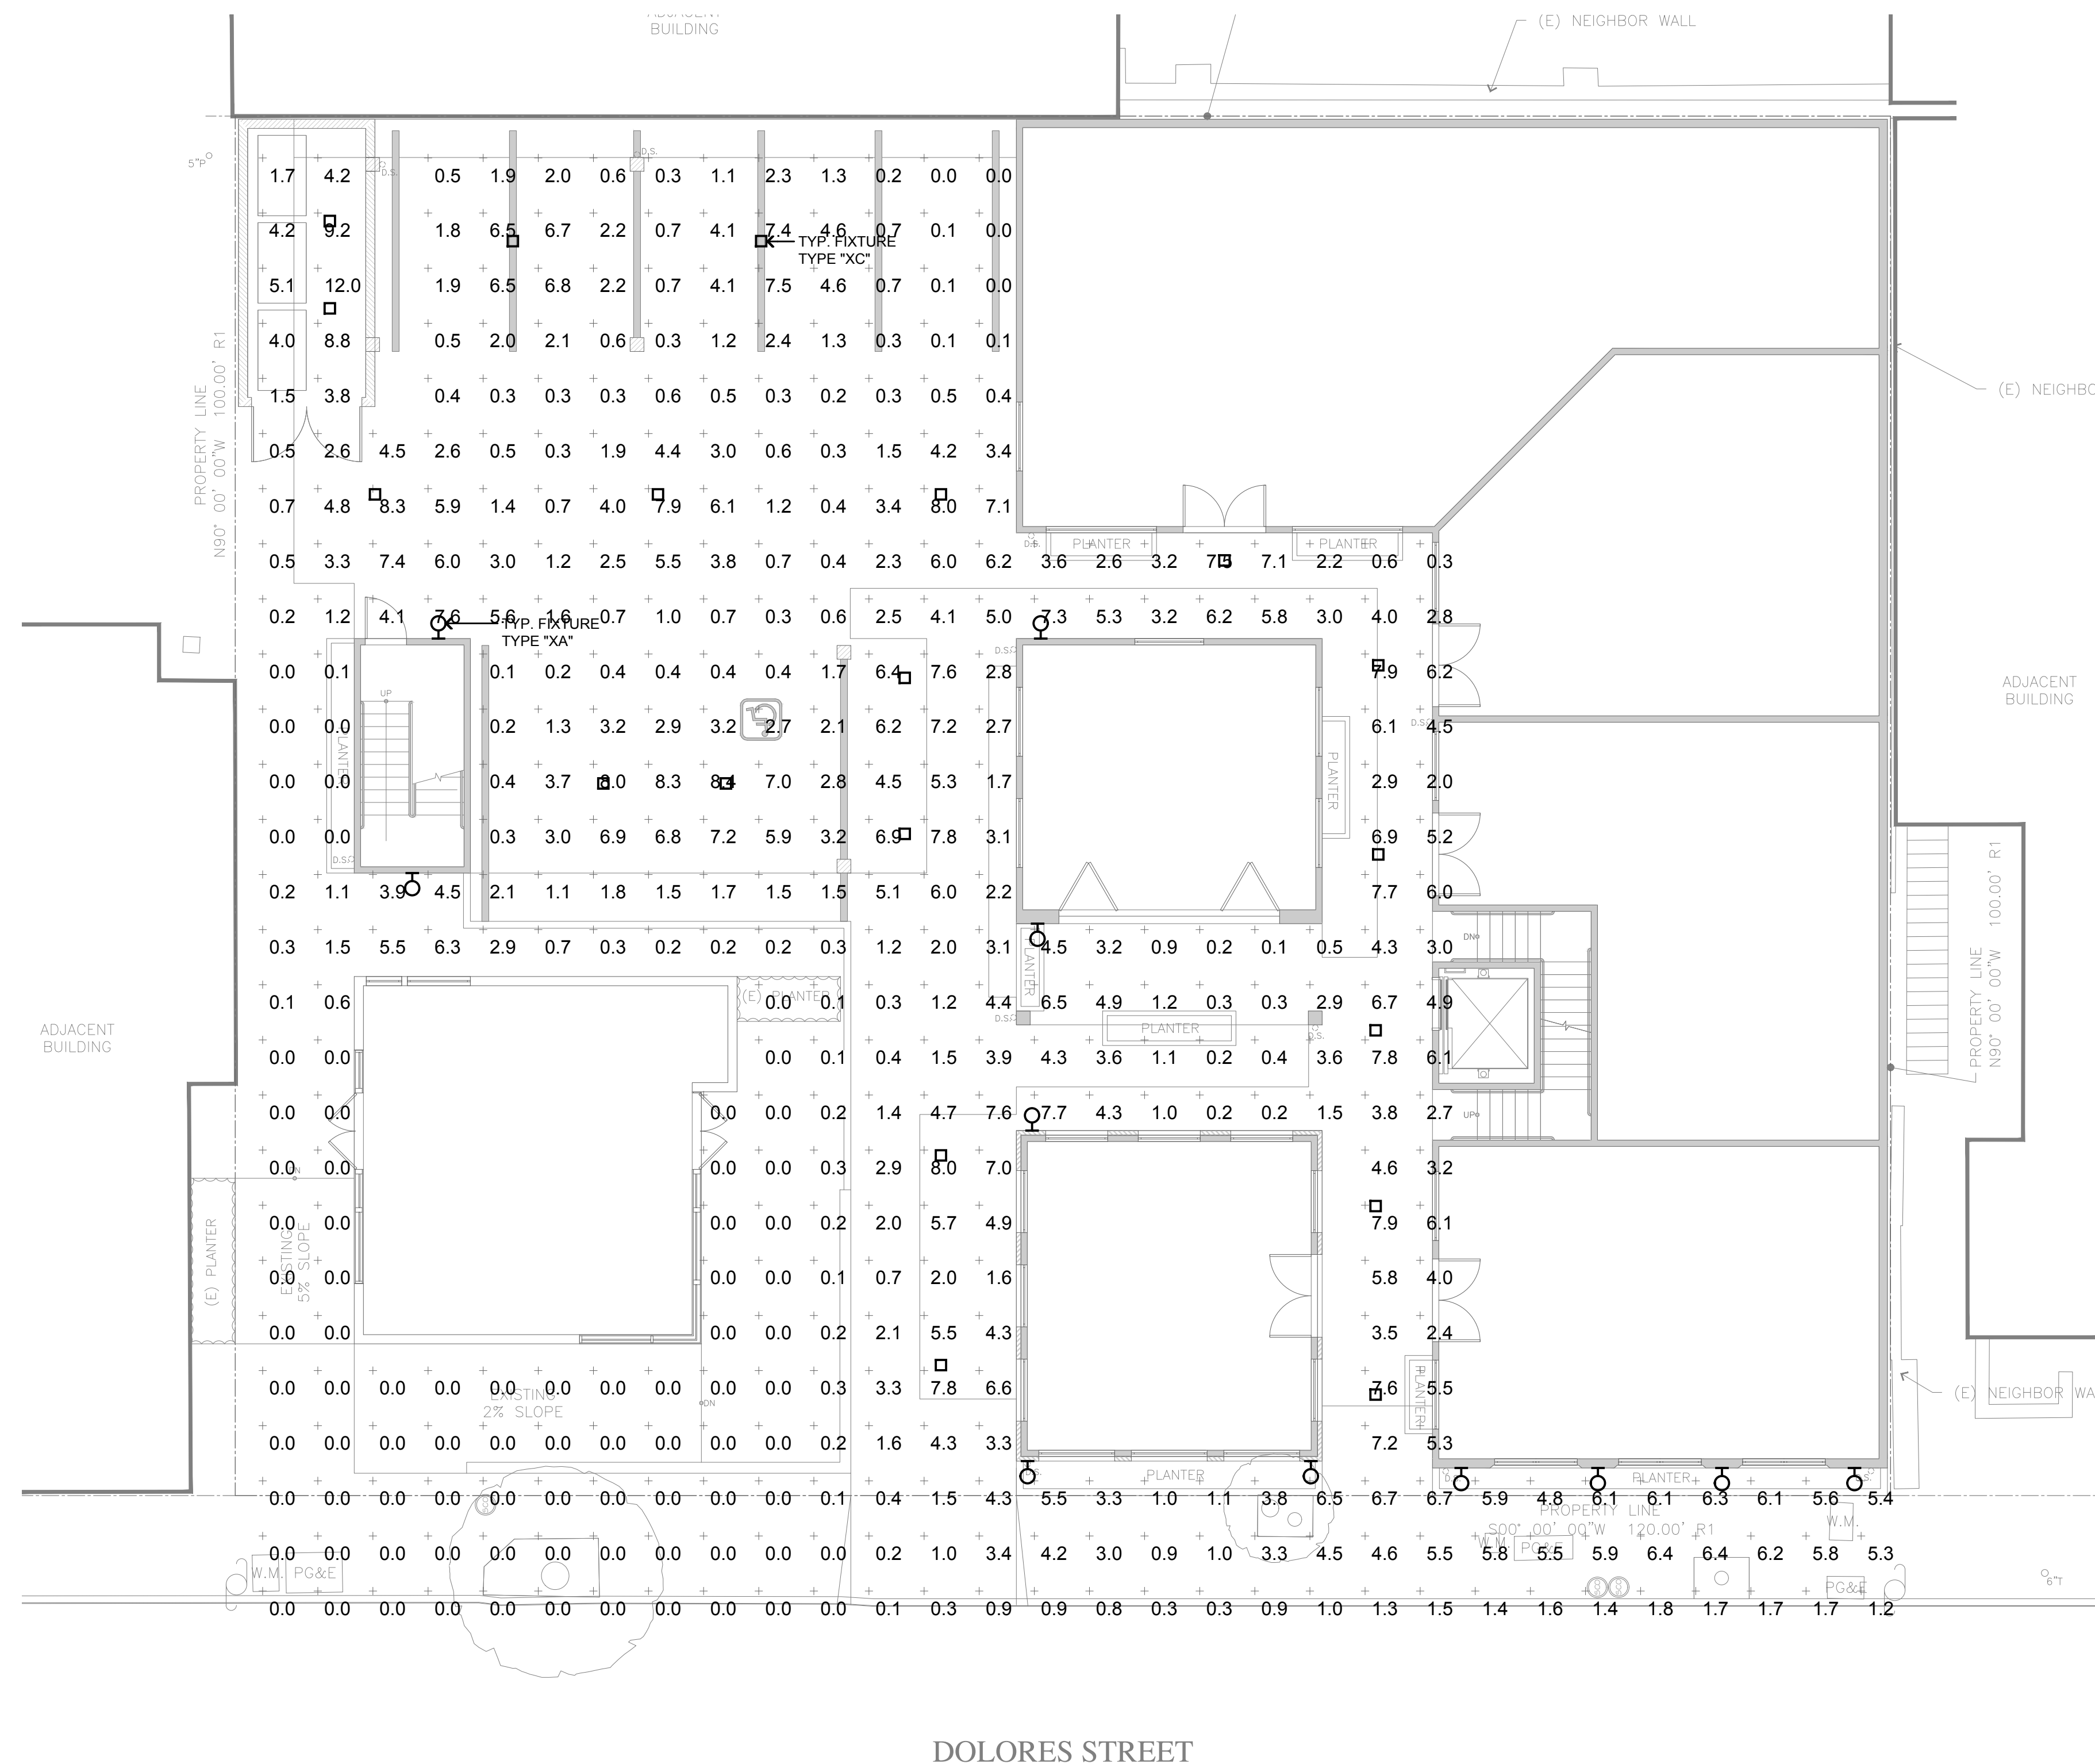 BUILDING
(E) NEIGHBOR WALL
5"P
D.S.
D.S.
1.7 4.2 0.5 1.9 2.0 0.6 0.3 1.1 2.3 1.3 0.2 0.0 0.0
4.2 9.2 1.8 6.5 6.7 2.2 0.7 4.1 7.4 4.6 0.7 0.1 0.0
TYP. FIXTURE
TYPE "XC"
5.1 12.0 1.9 6.5 6.8 2.2 0.7 4.1 7.5 4.6 0.7 0.1 0.0
4.0 8.8 0.5 2.0 2.1 0.6 0.3 1.2 2.4 1.3 0.3 0.1 0.1
PROPERTY LINE
N90° 00' 00"W 100.00' R1
(E) NEIGHBO
1.5 3.8 0.4 0.3 0.3 0.3 0.6 0.5 0.3 0.2 0.3 0.5 0.4
0.5 2.6 4.5 2.6 0.5 0.3 1.9 4.4 3.0 0.6 0.3 1.5 4.2 3.4
0.7 4.8 8.3 5.9 1.4 0.7 4.0 7.9 6.1 1.2 0.4 3.4 8.0 7.1
D.S.
PLANTER
PLANTER
0.5 3.3 7.4 6.0 3.0 1.2 2.5 5.5 3.8 0.7 0.4 2.3 6.0 6.2 3.6 2.6 3.2 7.5 7.1 2.2 0.6 0.3
0.2 1.2 4.1 7.6 5.6 1.6 0.7 1.0 0.7 0.3 0.6 2.5 4.1 5.0 7.3 5.3 3.2 6.2 5.8 3.0 4.0 2.8
TYP. FIXTURE
TYPE "XA"
D.S.
0.0 0.1 0.1 0.2 0.4 0.4 0.4 0.4 1.7 6.4 7.6 2.8 7.9 6.2
UP
ADJACENT
BUILDING
0.0 0.0 0.2 1.3 3.2 2.9 3.2 2.7 2.1 6.2 7.2 2.7 6.1 4.5
D.S.
PLANTER
PLANTER
0.0 0.0 0.4 3.7 8.0 8.3 8.4 7.0 2.8 4.5 5.3 1.7 2.9 2.0
0.0 0.0 0.3 3.0 6.9 6.8 7.2 5.9 3.2 6.9 7.8 3.1 6.9 5.2
D.S.
0.2 1.1 3.9 4.5 2.1 1.1 1.8 1.5 1.7 1.5 1.5 5.1 6.0 2.2 7.7 6.0
DN
0.3 1.5 5.5 6.3 2.9 0.7 0.3 0.2 0.2 0.2 0.3 1.2 2.0 3.1 4.5 3.2 0.9 0.2 0.1 0.5 4.3 3.0
PLANTER
PROPERTY LINE
N90° 00' 00"W 100.00' R1
(E) PLANTER
0.1 0.6 0.0 0.1 0.3 1.2 4.4 6.5 4.9 1.2 0.3 0.3 2.9 6.7 4.9
D.S.
PLANTER
D.S.
ADJACENT
BUILDING
0.0 0.0 0.0 0.1 0.4 1.5 3.9 4.3 3.6 1.1 0.2 0.4 3.6 7.8 6.1
0.0 0.0 0.0 0.0 0.2 1.4 4.7 7.6 7.7 4.3 1.0 0.2 0.2 1.5 3.8 2.7
UP
0.0 0.0 0.0 0.0 0.3 2.9 8.0 7.0 4.6 3.2
0.0 0.0 0.0 0.0 0.2 2.0 5.7 4.9 7.9 6.1
(E) PLANTER
EXISTING
5% SLOPE
0.0 0.0 0.0 0.0 0.1 0.7 2.0 1.6 5.8 4.0
0.0 0.0 0.0 0.0 0.2 2.1 5.5 4.3 3.5 2.4
0.0 0.0 0.0 0.0 0.0 0.0 0.0 0.0 0.0 0.0 0.3 3.3 7.8 6.6 7.6 5.5
EXISTING
2% SLOPE
DN
PLANTER
(E) NEIGHBOR WA
0.0 0.0 0.0 0.0 0.0 0.0 0.0 0.0 0.0 0.0 0.2 1.6 4.3 3.3 7.2 5.3
D.S.
PLANTER
PLANTER
0.0 0.0 0.0 0.0 0.0 0.0 0.0 0.0 0.0 0.0 0.1 0.4 1.5 4.3 5.5 3.3 1.0 1.1 3.8 6.5 6.7 6.7 5.9 4.8 6.1 6.1 6.3 6.1 5.6 5.4
PROPERTY LINE
S00° 00' 00"W 120.00' R1
W.M.
W.M.
PG&E
0.0 0.0 0.0 0.0 0.0 0.0 0.0 0.0 0.0 0.0 0.0 0.2 1.0 3.4 4.2 3.0 0.9 1.0 3.3 4.5 4.6 5.5 5.8 5.5 5.9 6.4 6.4 6.2 5.8 5.3
W.M.
PG&E
PG&E
6"T
0.0 0.0 0.0 0.0 0.0 0.0 0.0 0.0 0.0 0.0 0.0 0.1 0.3 0.9 0.9 0.8 0.3 0.3 0.9 1.0 1.3 1.5 1.4 1.6 1.4 1.8 1.7 1.7 1.7 1.2
DOLORES STREET